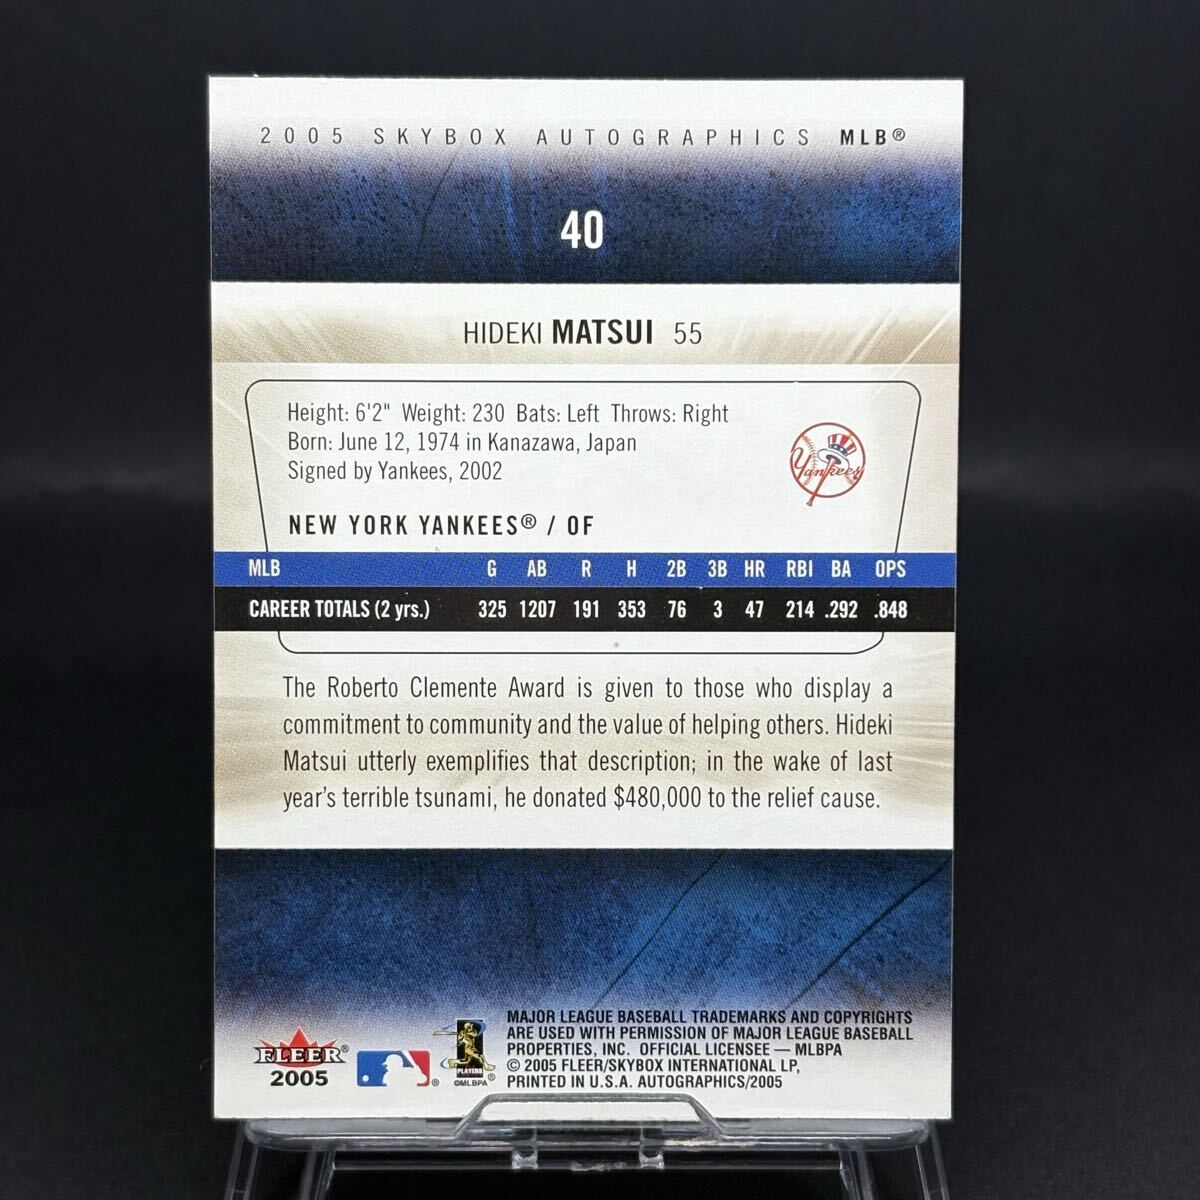 2005 SKYBOX AUTOGRAPHICS MLB®
40
HIDEKI MATSUI 55
Height: 6'2" Weight: 230 Bats: Left Throws: Right
Born: June 12, 1974 in Kanazawa, Japan
Signed by Yankees, 2002
Yankees
NEW YORK YANKEES® / OF
MLB G AB R H 2B 3B HR RBI BA OPS
CAREER TOTALS (2 yrs.) 325 1207 191 353 76 3 47 214 .292 .848
The Roberto Clemente Award is given to those who display a
commitment to community and the value of helping others. Hideki
Matsui utterly exemplifies that description; in the wake of last
year's terrible tsunami, he donated $480,000 to the relief cause.
FLEER®
2005
®
PLAYERS
®
©MLBPA
MAJOR LEAGUE BASEBALL TRADEMARKS AND COPYRIGHTS
ARE USED WITH PERMISSION OF MAJOR LEAGUE BASEBALL
PROPERTIES, INC. OFFICIAL LICENSEE — MLBPA
© 2005 FLEER/SKYBOX INTERNATIONAL LP,
PRINTED IN U.S.A. AUTOGRAPHICS/2005